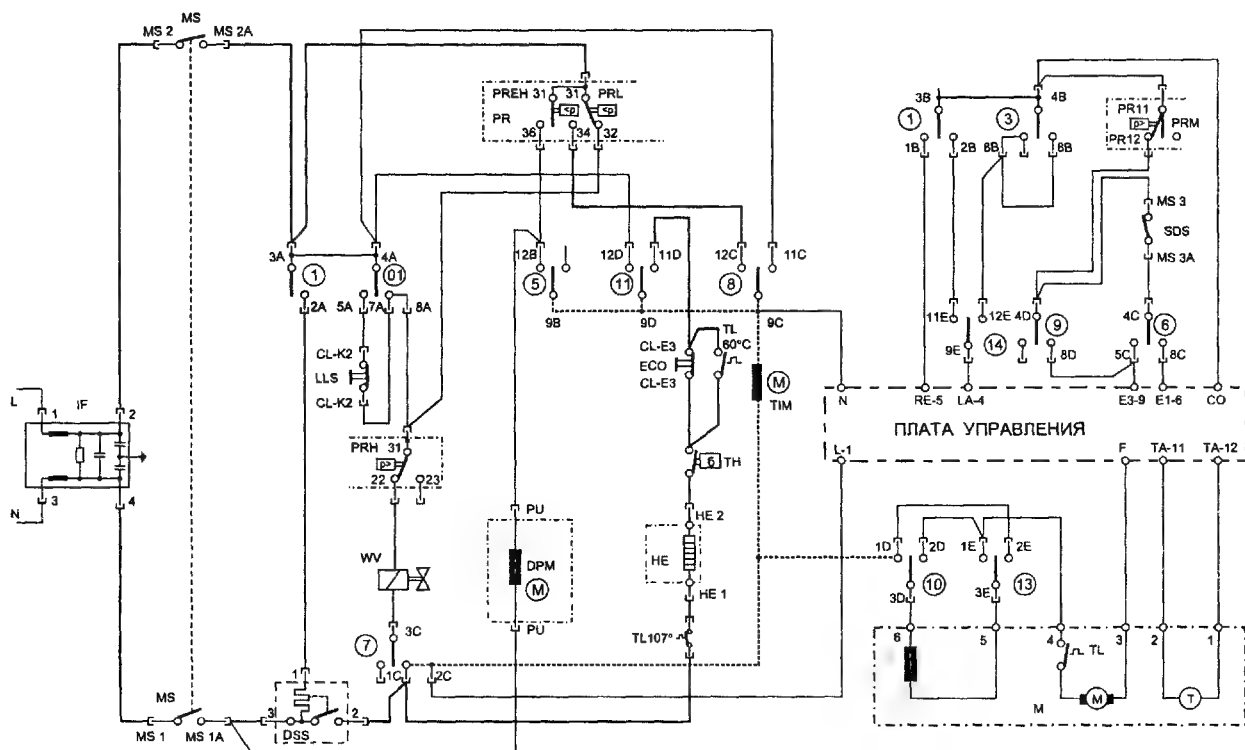 MS
MS 2
MS 2A
PREH 31
31
PRL
<p
<p
PR
36
34
32
3B
4B
1
3
1B
2B
8B
8B
PR11
p>
PRM
PR12
MS 3
SDS
MS 3A
3A
4A
1
01
2A
5A
7A
8A
12B
12D
11D
12C
11C
5
11
8
9B
9D
9C
11E
12E
4D
9
4C
6
14
9E
8D
5C
8C
CL-K2
LLS
CL-K2
CL-E3
ECO
CL-E3
TL
60°C
M
TIM
N
RE-5
LA-4
E3-9
E1-6
CO
ПЛАТА УПРАВЛЕНИЯ
L-1
F
TA-11
TA-12
L
1
IF
2
3
4
N
PRH
31
p>
22
23
б
TH
HE 2
HE
HE 1
TL107°
PU
DPM
M
PU
WV
3C
7
1C
2C
1D
2D
1E
2E
10
13
3D
3E
6
5
4
3
2
1
TL
M
T
M
MS
MS 1
MS 1A
1
3
2
DSS